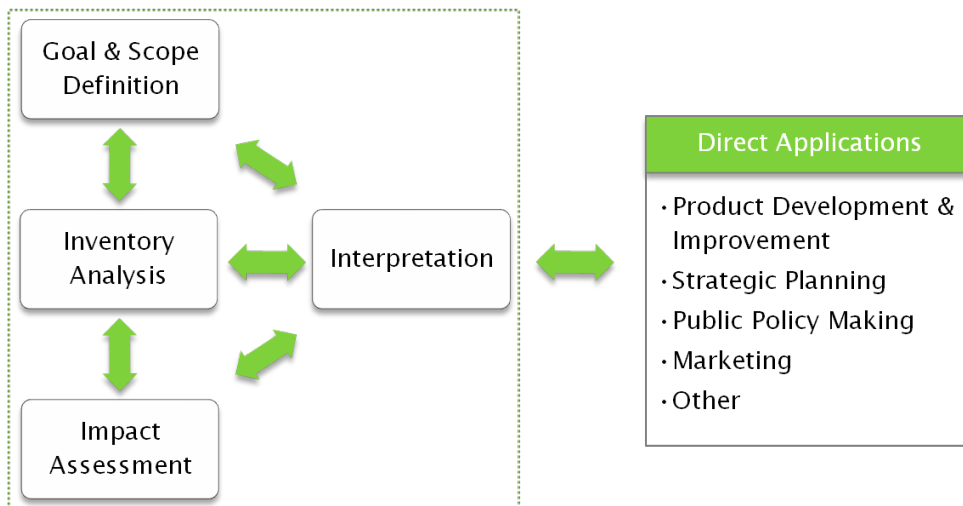 Goal & Scope
Definition
Inventory
Analysis
Impact
Assessment
Interpretation
Direct Applications
· Product Development &
Improvement
· Strategic Planning
· Public Policy Making
· Marketing
· Other